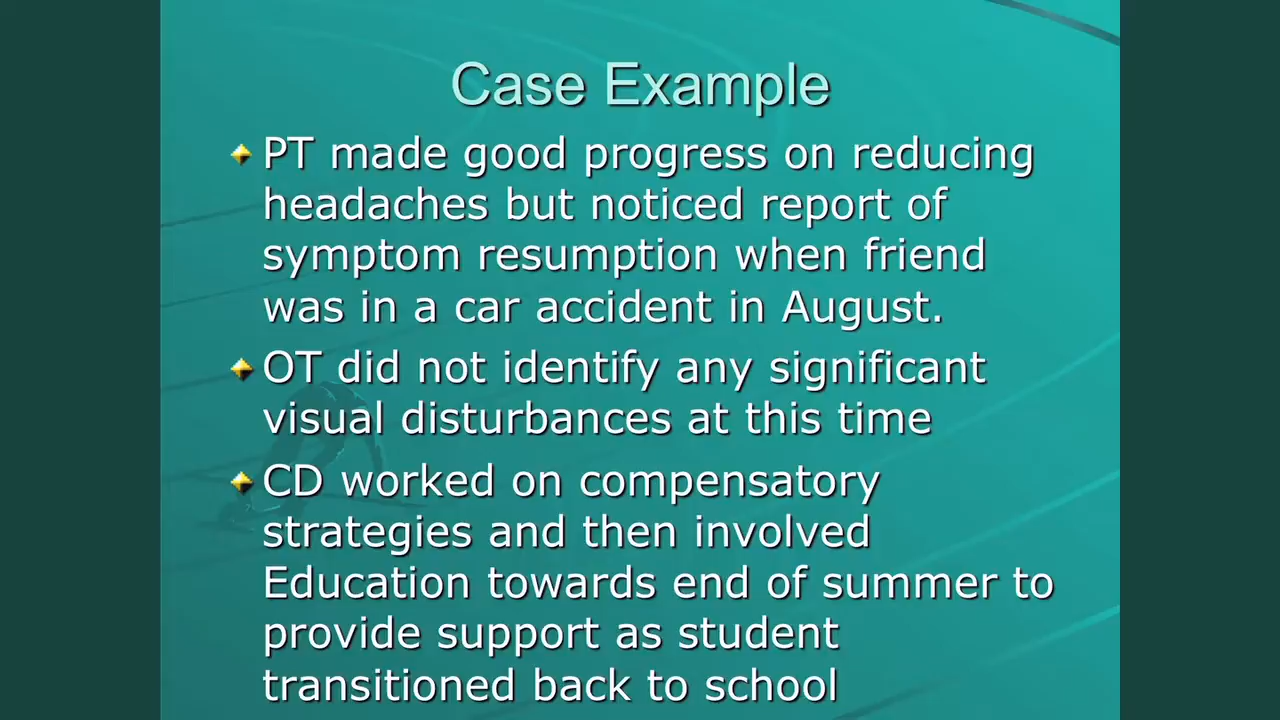 Case Example
PT made good progress on reducing
headaches but noticed report of
symptom resumption when friend
was in a car accident in August.
OT did not identify any significant
visual disturbances at this time
CD worked on compensatory
strategies and then involved
Education towards end of summer to
provide support as student
transitioned back to school